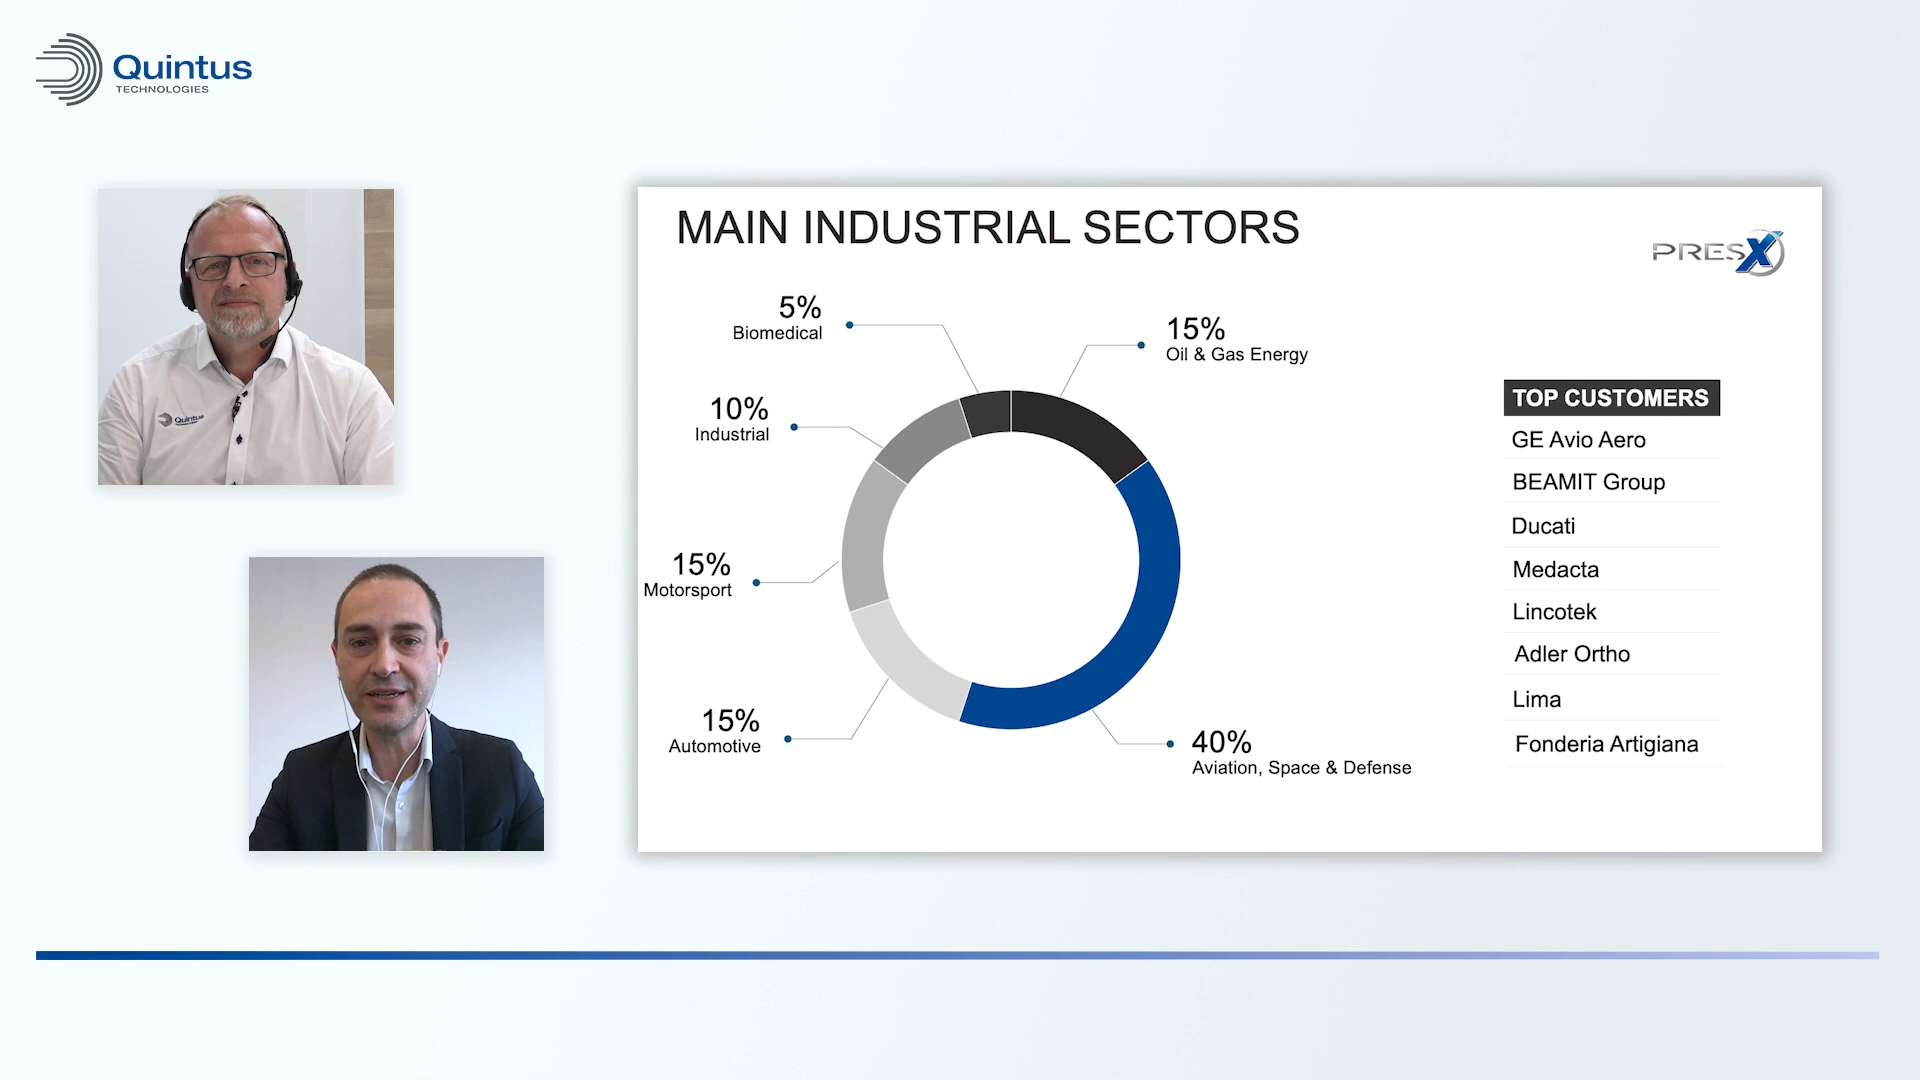 Quintus
TECHNOLOGIES
Quintus
MAIN INDUSTRIAL SECTORS
PRESX
5%
Biomedical
15%
Oil & Gas Energy
10%
Industrial
15%
Motorsport
15%
Automotive
40%
Aviation, Space & Defense
TOP CUSTOMERS
GE Avio Aero
BEAMIT Group
Ducati
Medacta
Lincotek
Adler Ortho
Lima
Fonderia Artigiana